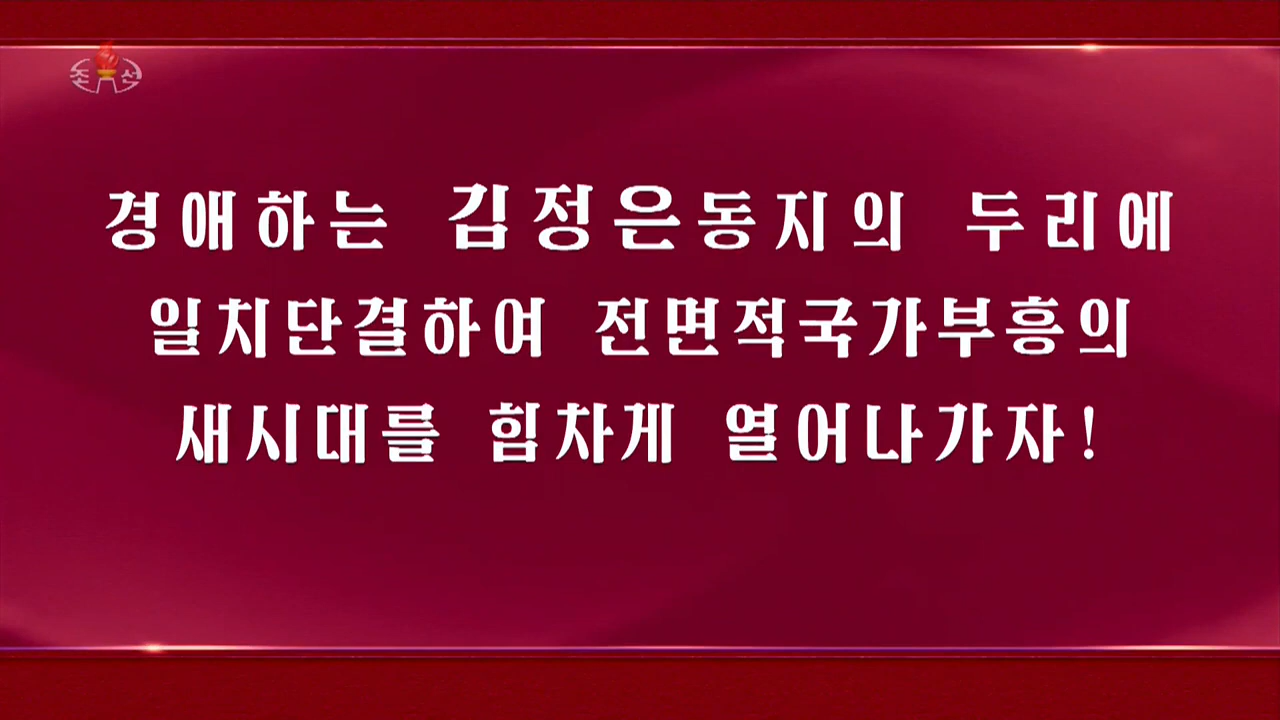 조선
경애하는 김정은동지의 두리에
일치단결하여 전면적국가부흥의
새시대를 힘차게 열어나가자!